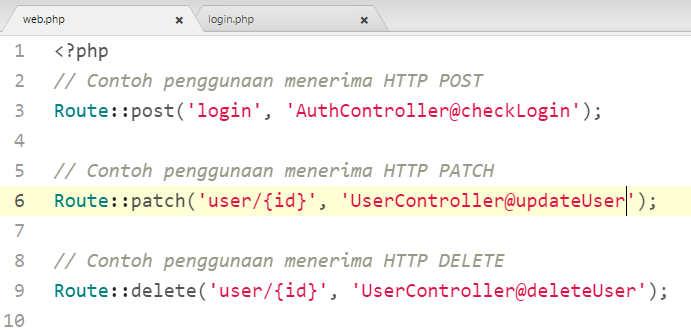 web.php × login.php ×
1 <?php
2 // Contoh penggunaan menerima HTTP POST
3 Route::post('login', 'AuthController@checkLogin');
4
5 // Contoh penggunaan menerima HTTP PATCH
6 Route::patch('user/{id}', 'UserController@updateUser');
7
8 // Contoh penggunaan menerima HTTP DELETE
9 Route::delete('user/{id}', 'UserController@deleteUser');
10